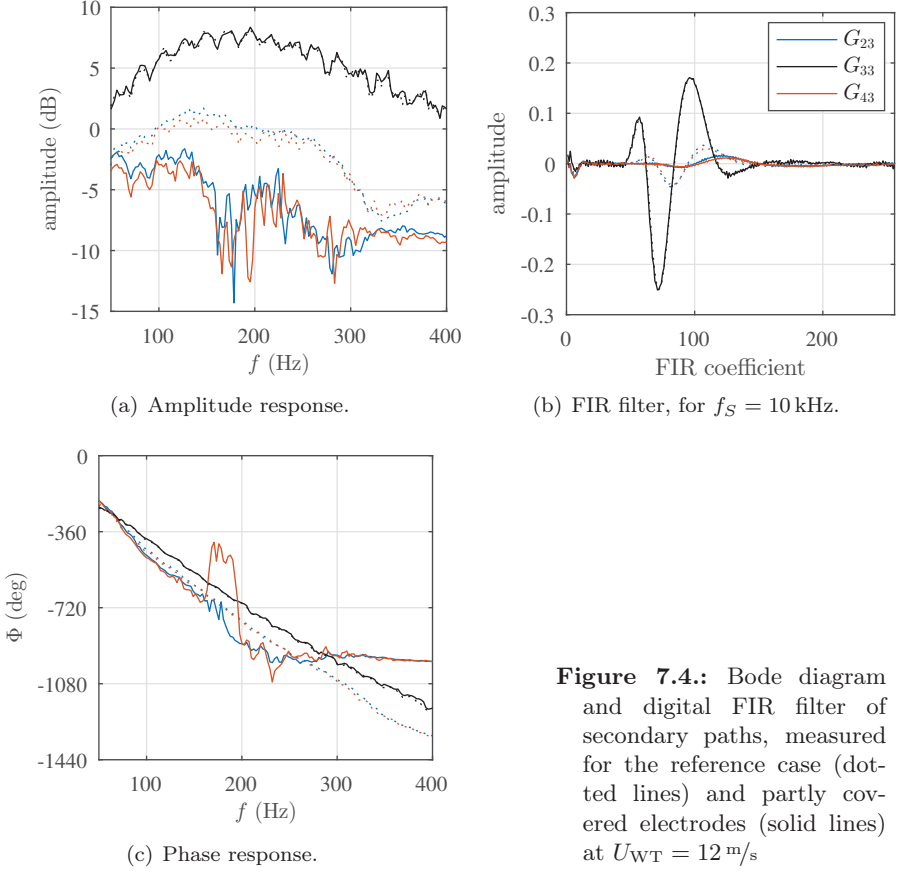 10
5
0
-5
-10
-15
amplitude (dB)
100
200
300
400
f (Hz)
(a) Amplitude response.
0.3
0.2
0.1
0
-0.1
-0.2
-0.3
amplitude
G23
G33
G43
0
100
200
FIR coefficient
(b) FIR filter, for fS = 10 kHz.
0
-360
-720
-1080
-1440
Φ (deg)
100
200
300
400
f (Hz)
(c) Phase response.
Figure 7.4.: Bode diagram
and digital FIR filter of
secondary paths, measured
for the reference case (dot-
ted lines) and partly cov-
ered electrodes (solid lines)
at UWT = 12 m/s